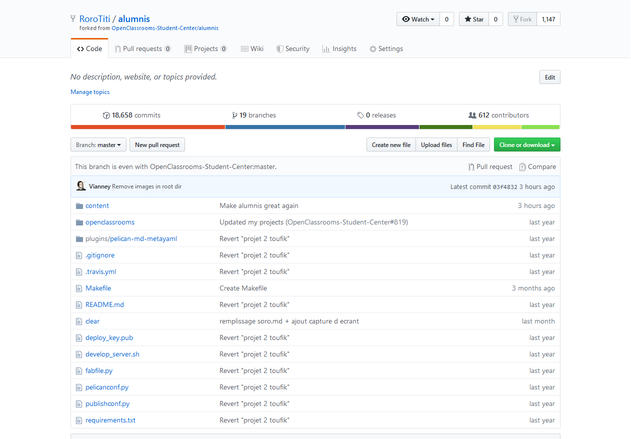 RoroTiti / alumnis
Watch 0 Star 0 Fork 1,147
forked from OpenClassrooms-Student-Center/alumnis
Code Pull requests 0 Projects 0 Wiki Security Insights Settings
No description, website, or topics provided. Edit
Manage topics
18,658 commits 19 branches 0 releases 612 contributors
Branch: master New pull request Create new file Upload files Find File Clone or download
This branch is even with OpenClassrooms-Student-Center:master. Pull request Compare
Vianney Remove images in root dir Latest commit 03f4832 3 hours ago
content Make alumnis great again 3 hours ago
openclassrooms Updated my projects (OpenClassrooms-Student-Center#819) last year
plugins/pelican-md-metayaml Revert "projet 2 toufik" last year
.gitignore Revert "projet 2 toufik" last year
.travis.yml Revert "projet 2 toufik" last year
Makefile Create Makefile 3 months ago
README.md Revert "projet 2 toufik" last year
clear remplissage soro.md + ajout capture d ecrant last month
deploy_key.pub Revert "projet 2 toufik" last year
develop_server.sh Revert "projet 2 toufik" last year
fabfile.py Revert "projet 2 toufik" last year
pelicanconf.py Revert "projet 2 toufik" last year
publishconf.py Revert "projet 2 toufik" last year
requirements.txt Revert "projet 2 toufik" last year